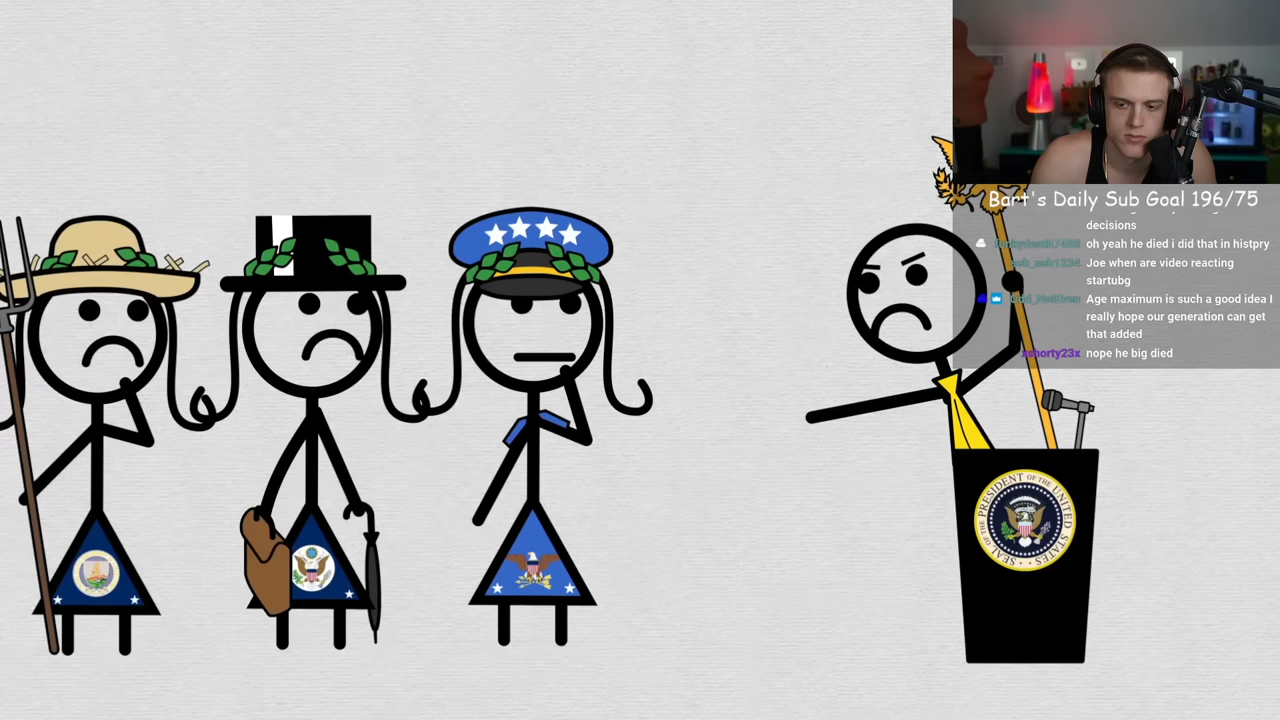 Bart's Daily Sub Goal 196/75
decisions
oh yeah he died i did that in histpry
Joe when are video reacting
startubg
Age maximum is such a good idea I
really hope our generation can get
that added
xshorty23x nope he big died
SEAL OF THE PRESIDENT OF THE UNITED STATES